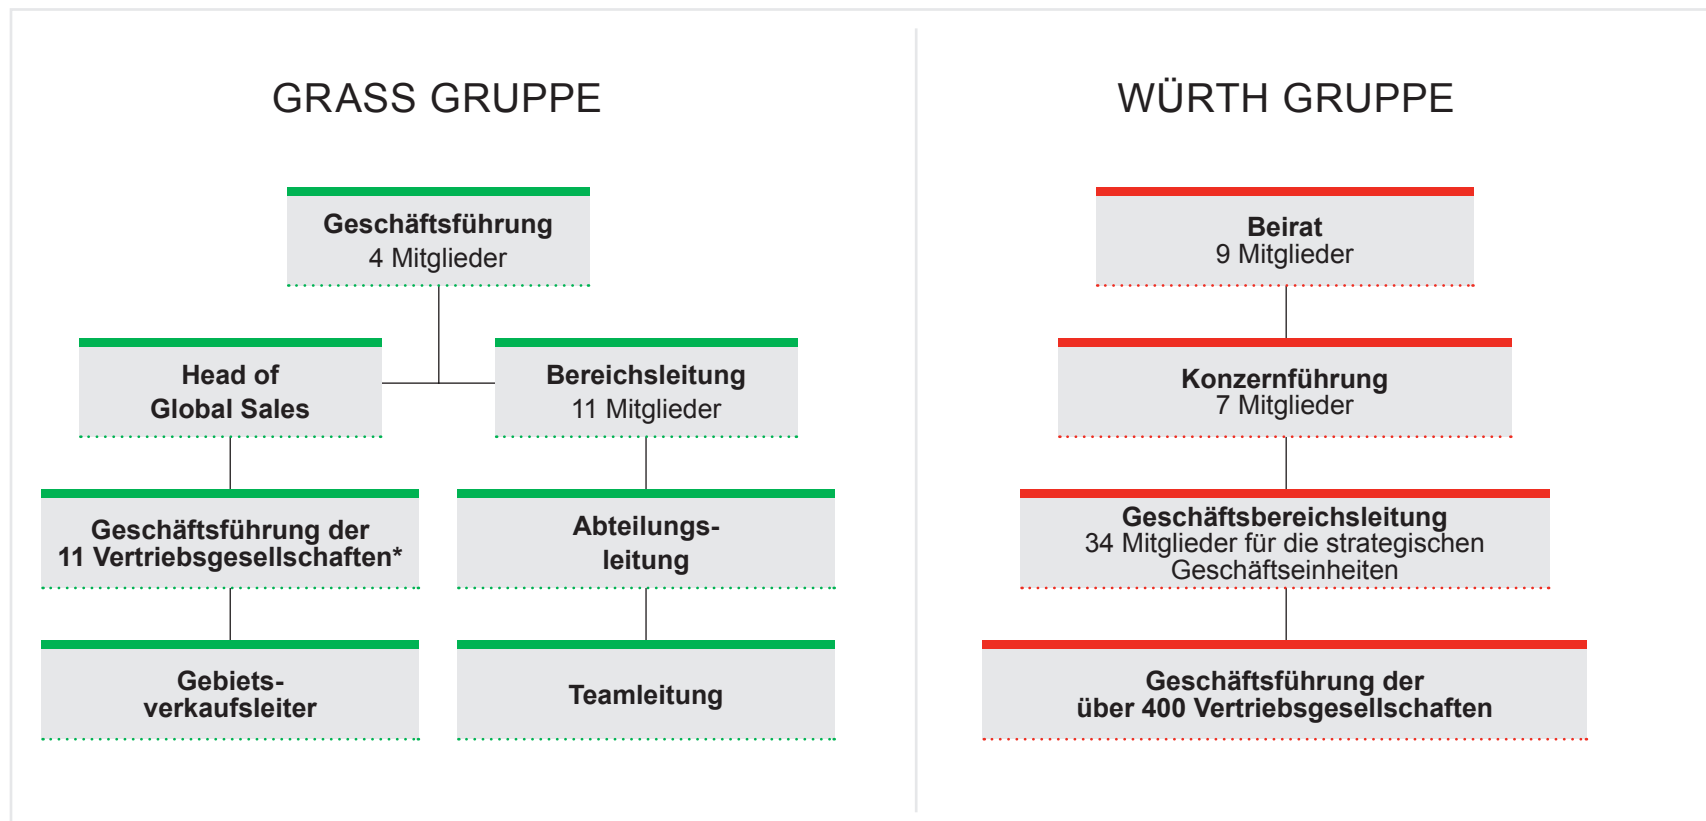 GRASS GRUPPE
Geschäftsführung
4 Mitglieder
Head of
Global Sales
Bereichsleitung
11 Mitglieder
Geschäftsführung der
11 Vertriebsgesellschaften*
Abteilungs-
leitung
Gebiets-
verkaufsleiter
Teamleitung
WÜRTH GRUPPE
Beirat
9 Mitglieder
Konzernführung
7 Mitglieder
Geschäftsbereichsleitung
34 Mitglieder für die strategischen
Geschäftseinheiten
Geschäftsführung der
über 400 Vertriebsgesellschaften